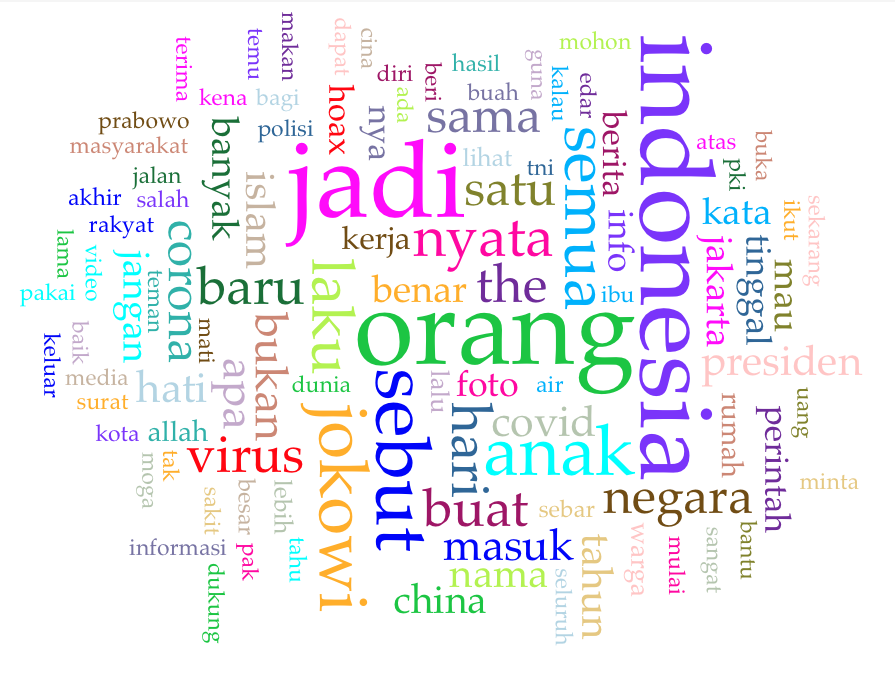 makan
cina
dapat
temu
terima
mohon
hasil
guna
diri
beri
kalau
edar
indonesia
kena
bagi
hoax
ada
buah
nya
sama
berita
prabowo
polisi
banyak
masyarakat
semua
atas
buka
pki
jadi
lihat
tni
jalan
islam
satu
akhir
salah
kata
ikut
sekarang
rakyat
kerja
nyata
info
jakarta
tinggal
lama
video
corona
jangan
teman
pakai
baru
laku
benar
the
ibu
mau
orang
keluar
baik
mati
bukan
apa
presiden
media
hati
dunia
sebut
lalu
foto
air
surat
jokowi
hari
covid
rumah
perintah
uang
kota
allah
virus
anak
moga
tak
minta
sakit
besar
lebih
buat
sebar
negara
informasi
pak
tahu
masuk
tahun
warga
mulai
sangat
bantu
dukung
nama
seluruh
china